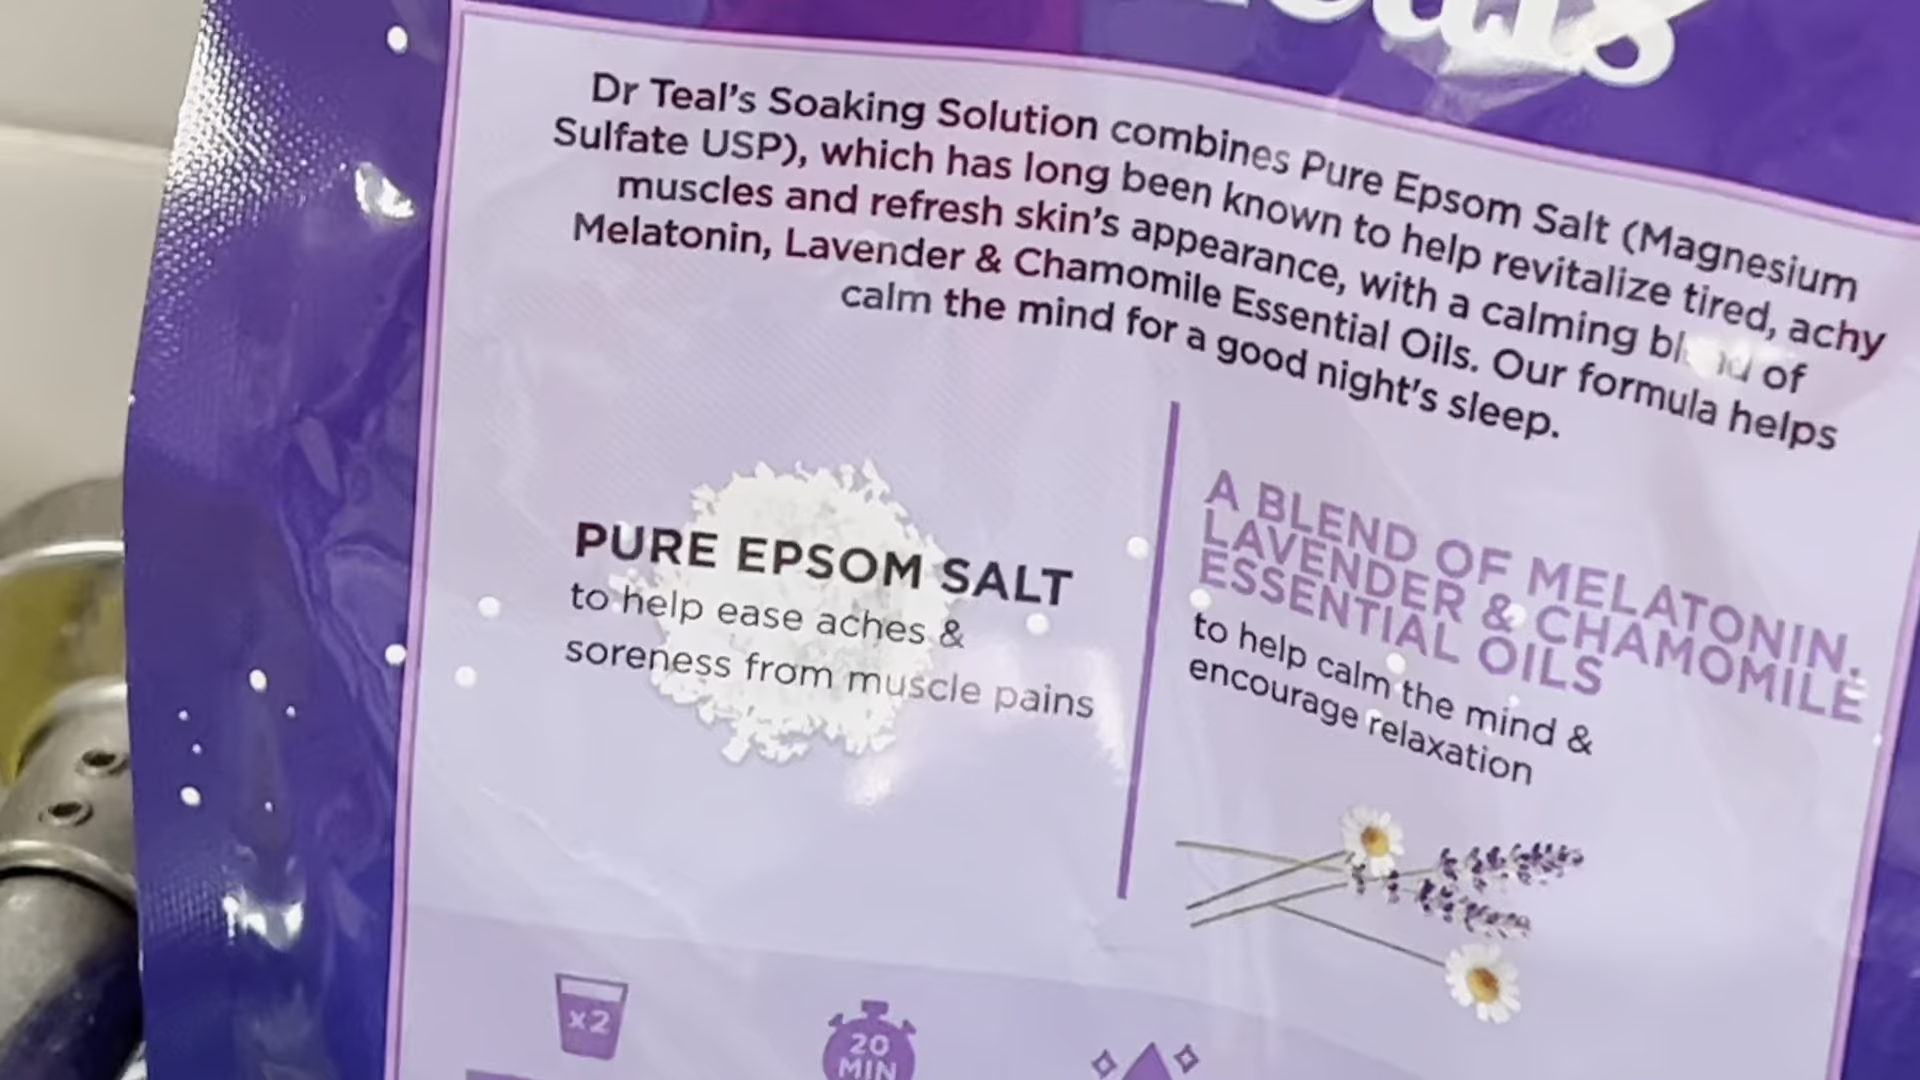 Dr Teal's Soaking Solution combines Pure Epsom Salt (Magnesium
Sulfate USP), which has long been known to help revitalize tired, achy
muscles and refresh skin's appearance, with a calming blend of
Melatonin, Lavender & Chamomile Essential Oils. Our formula helps
calm the mind for a good night's sleep.
PURE EPSOM SALT
to help ease aches &
soreness from muscle pains
A BLEND OF MELATONIN,
LAVENDER & CHAMOMILE
ESSENTIAL OILS
to help calm the mind &
encourage relaxation
x2
20
MIN